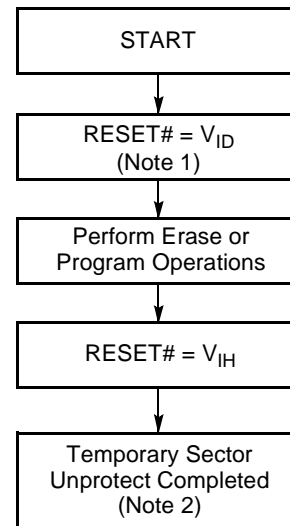 START
RESET# = VID
(Note 1)
Perform Erase or
Program Operations
RESET# = VIH
Temporary Sector
Unprotect Completed
(Note 2)